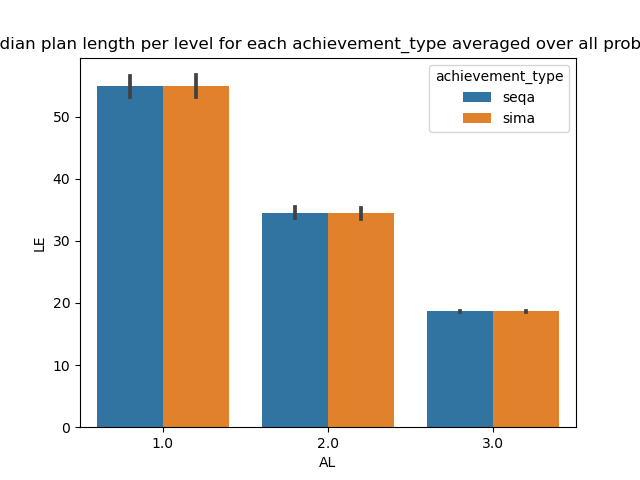 dian plan length per level for each achievement_type averaged over all prob
achievement_type
seqa
sima
50
40
30
20
10
0
LE
1.0 2.0 3.0
AL